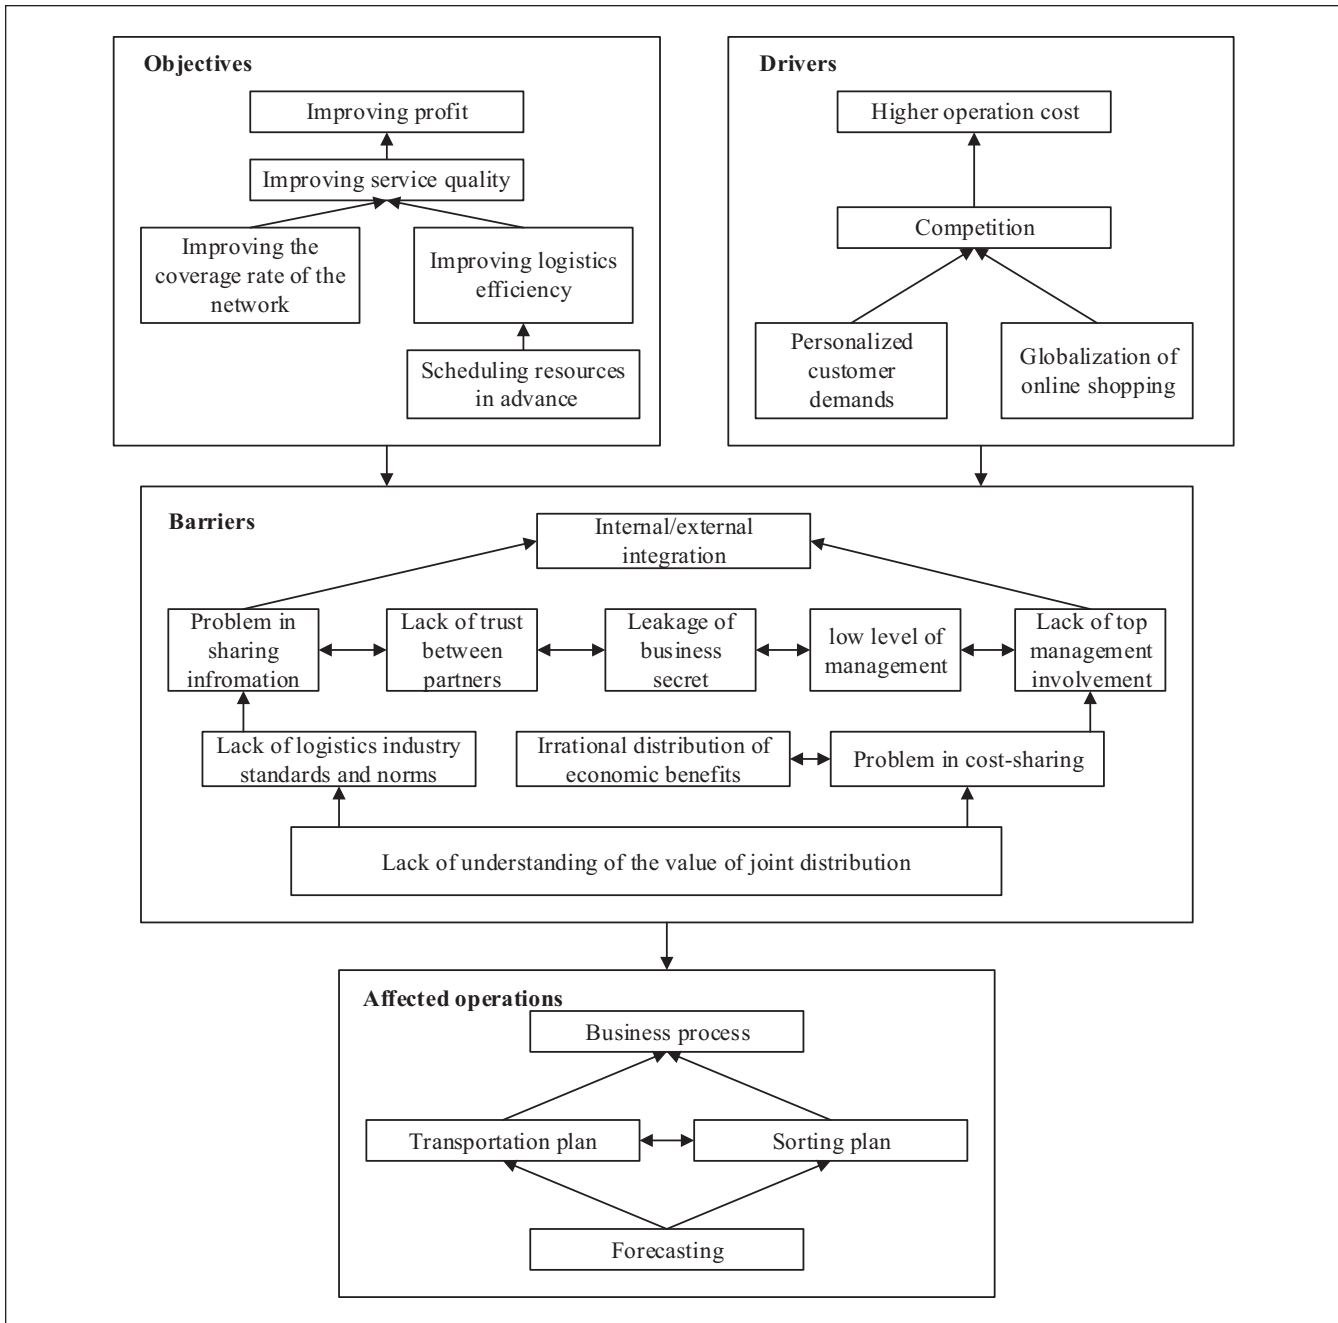 Objectives
Improving profit
Improving service quality
Improving the
coverage rate of the
network
Improving logistics
efficiency
Scheduling resources
in advance
Drivers
Higher operation cost
Competition
Personalized
customer
demands
Globalization of
online shopping
Barriers
Internal/external
integration
Problem in
sharing
infromation
Lack of trust
between
partners
Leakage of
business
secret
low level of
management
Lack of top
management
involvement
Lack of logistics industry
standards and norms
Irrational distribution of
economic benefits
Problem in cost-sharing
Lack of understanding of the value of joint distribution
Affected operations
Business process
Transportation plan
Sorting plan
Forecasting